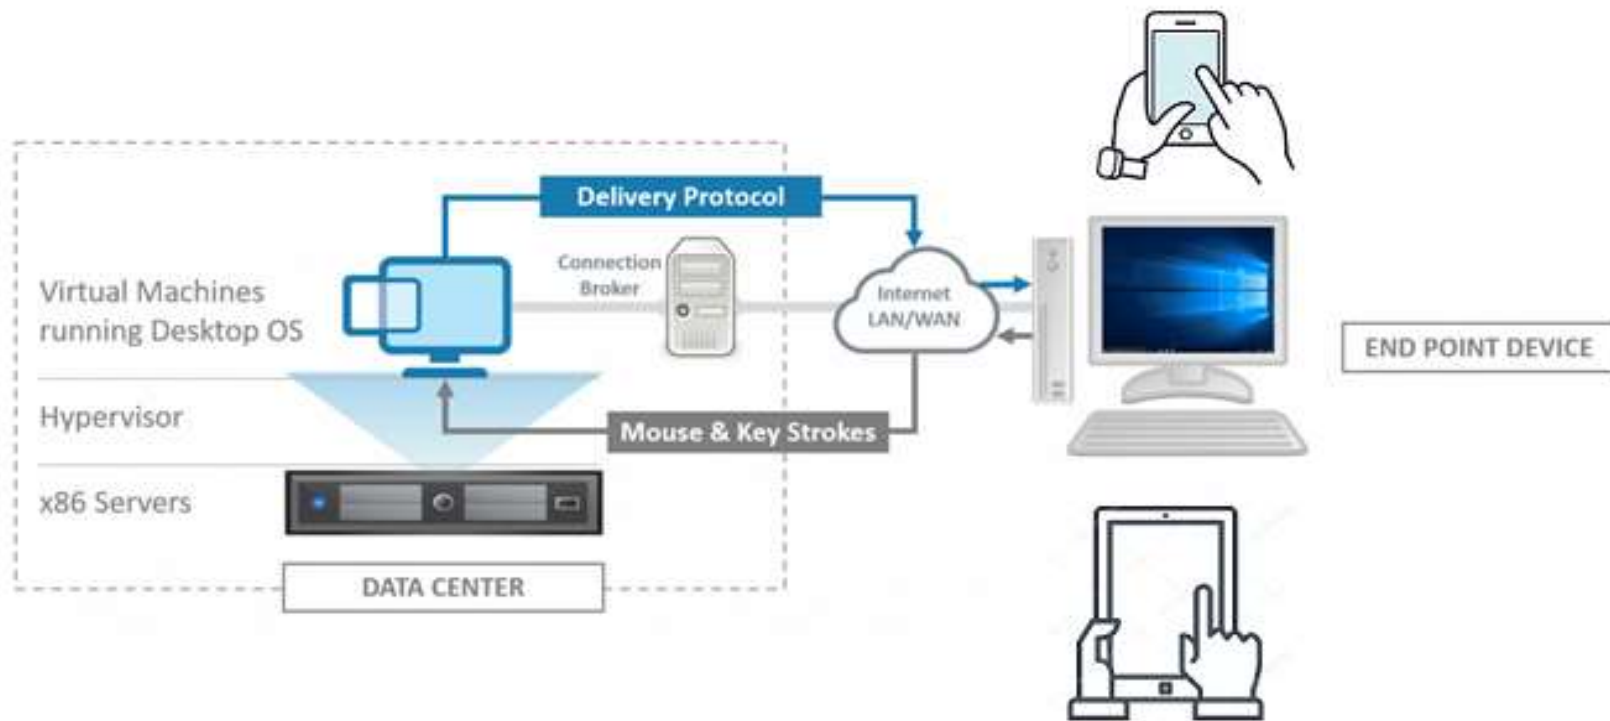 Delivery Protocol
Connection
Broker
Internet
LAN/WAN
Virtual Machines
running Desktop OS
END POINT DEVICE
Hypervisor
Mouse & Key Strokes
x86 Servers
DATA CENTER